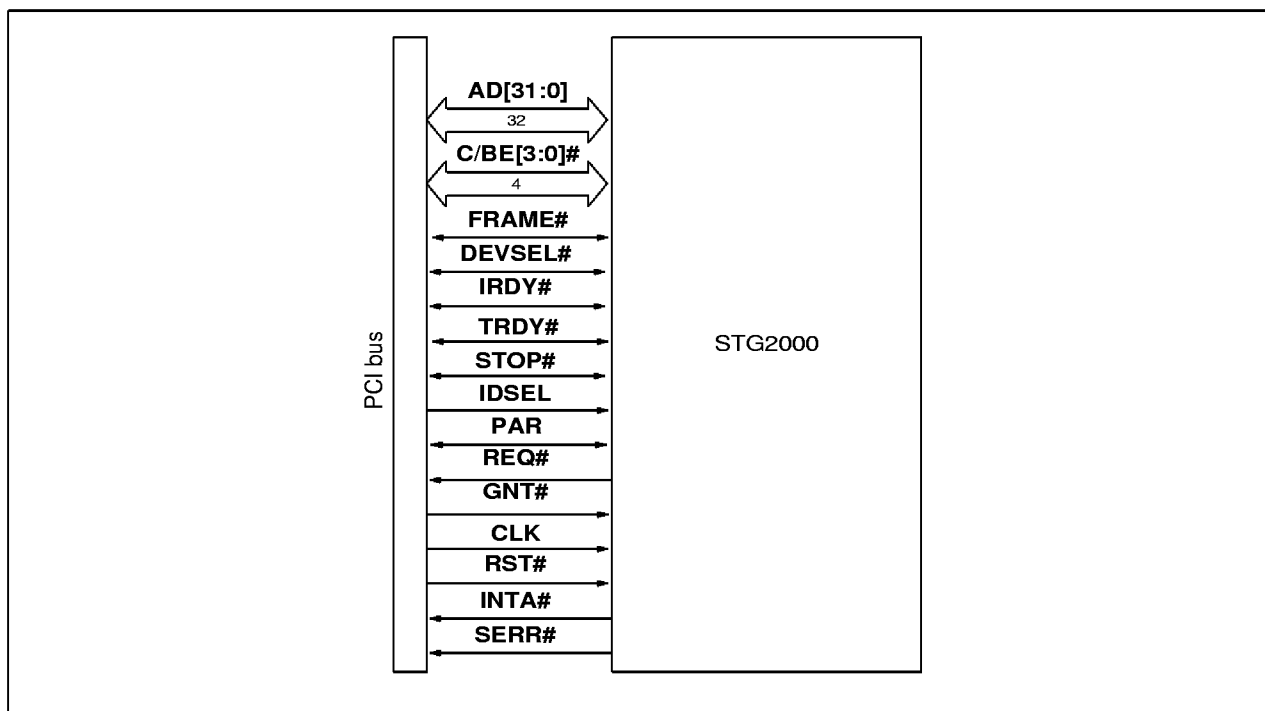 AD[31:0]
32
C/BE[3:0]#
4
FRAME#
DEVSEL#
IRDY#
TRDY#
STOP#
IDSEL
PAR
REQ#
GNT#
CLK
RST#
INTA#
SERR#
PCI bus
STG2000